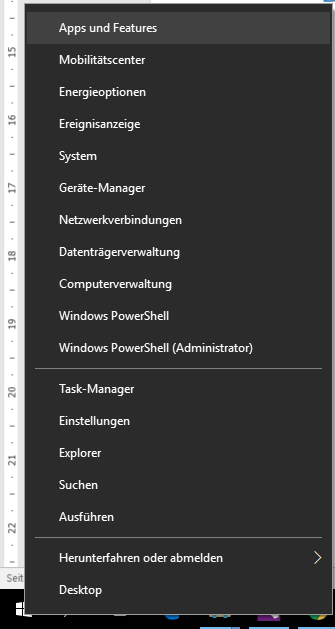 Apps und Features
Mobilitätscenter
Energieoptionen
Ereignisanzeige
System
Geräte-Manager
Netzwerkverbindungen
Datenträgerverwaltung
Computerverwaltung
Windows PowerShell
Windows PowerShell (Administrator)
Task-Manager
Einstellungen
Explorer
Suchen
Ausführen
Herunterfahren oder abmelden
Desktop
15
16
17
18
19
20
21
22
Seit